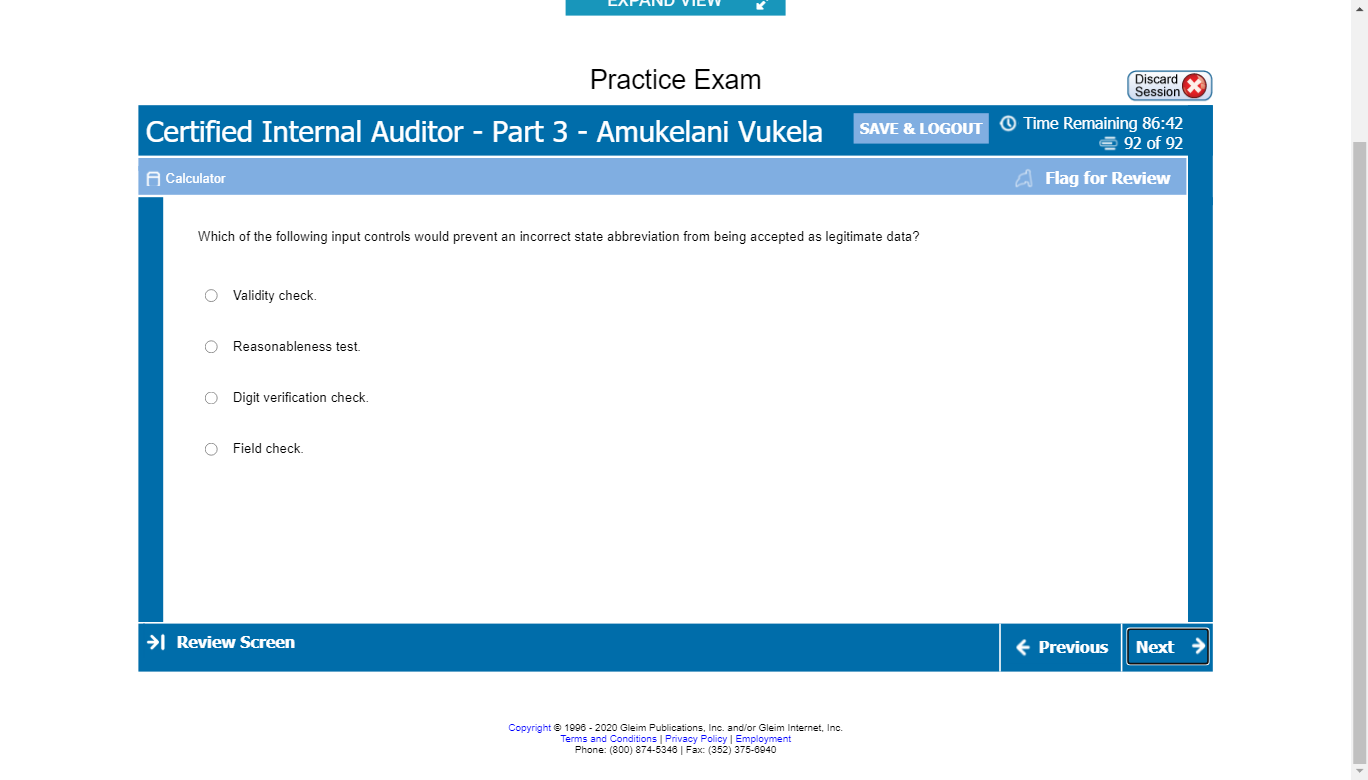 EXPAND VIEW
Practice Exam
Discard
Session
Certified Internal Auditor - Part 3 - Amukelani Vukela
SAVE & LOGOUT
Time Remaining 86:42
92 of 92
Calculator
Flag for Review
Which of the following input controls would prevent an incorrect state abbreviation from being accepted as legitimate data?
Validity check.
Reasonableness test.
Digit verification check.
Field check.
Review Screen
Previous
Next
Copyright © 1996 - 2020 Gleim Publications, Inc. and/or Gleim Internet, Inc.
Terms and Conditions | Privacy Policy | Employment
Phone: (800) 874-5346 | Fax: (352) 375-6940